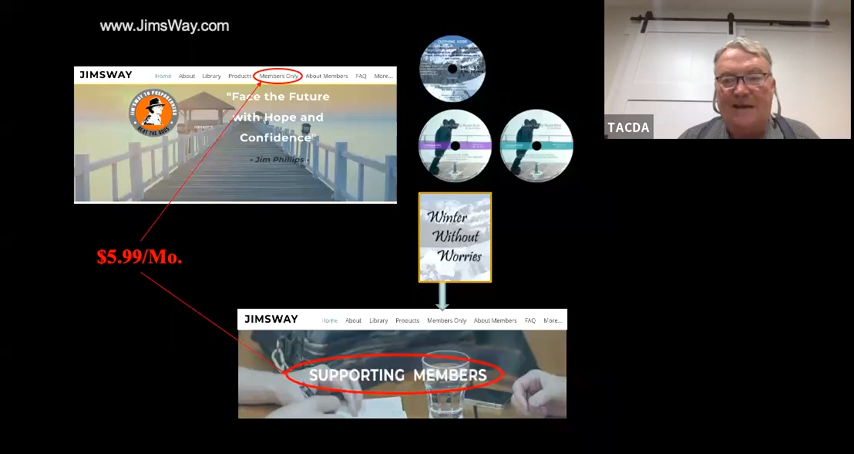 www.JimsWay.com
JIMSWAY
Home About Library Products Members Only About Members FAQ More...
"Face the Future
with Hope and
Confidence"
- Jim Phillips -
TACDA
Winter
Without
Worries
$5.99/Mo.
JIMSWAY
Home About Library Products Members Only About Members FAQ More...
SUPPORTING MEMBERS